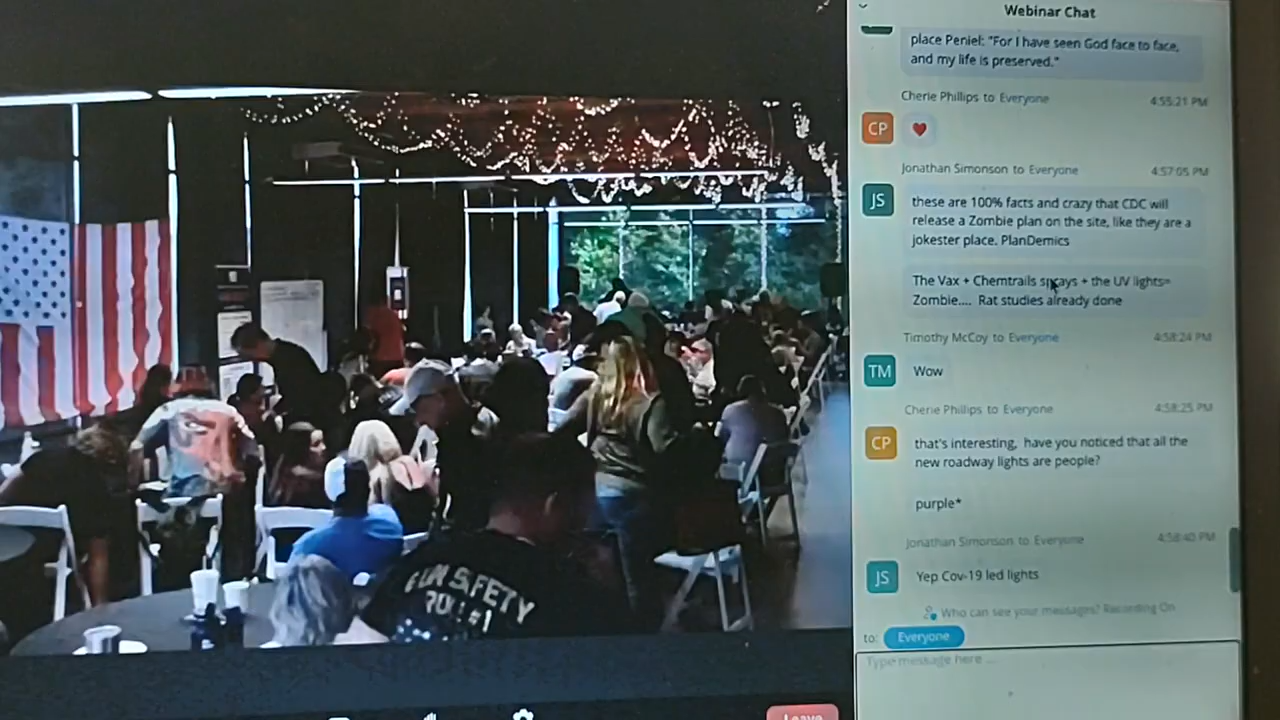 Webinar Chat
place Peniel: "For I have seen God face to face,
and my life is preserved."
Cherie Phillips to Everyone 4:55:21 PM
CP
Jonathan Simonson to Everyone 4:57:05 PM
JS
these are 100% facts and crazy that CDC will
release a Zombie plan on the site, like they are a
jokester place. PlanDemics
The Vax + Chemtrails sprays + the UV lights=
Zombie.... Rat studies already done
Timothy McCoy to Everyone 4:58:24 PM
TM
Wow
Cherie Phillips to Everyone 4:58:25 PM
CP
that's interesting, have you noticed that all the
new roadway lights are people?
purple*
Jonathan Simonson to Everyone 4:58:40 PM
JS
Yep Cov-19 led lights
Who can see your messages? Recording On
to: Everyone
Type message here ...
GUN SAFETY
RULE #1
Leave